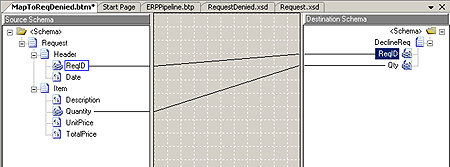 MapToReqDenied.btm* Start Page ERPPipeline.btp RequestDenied.xsd Request.xsd
Source Schema
Destination Schema
<Schema>
<Schema>
Request
DeclineReq
Header
ReqID
ReqID
Qty
Date
Item
Description
Quantity
UnitPrice
TotalPrice